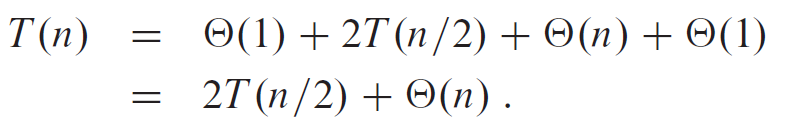 T(n) = Θ(1) + 2T(n/2) + Θ(n) + Θ(1)
= 2T(n/2) + Θ(n) .